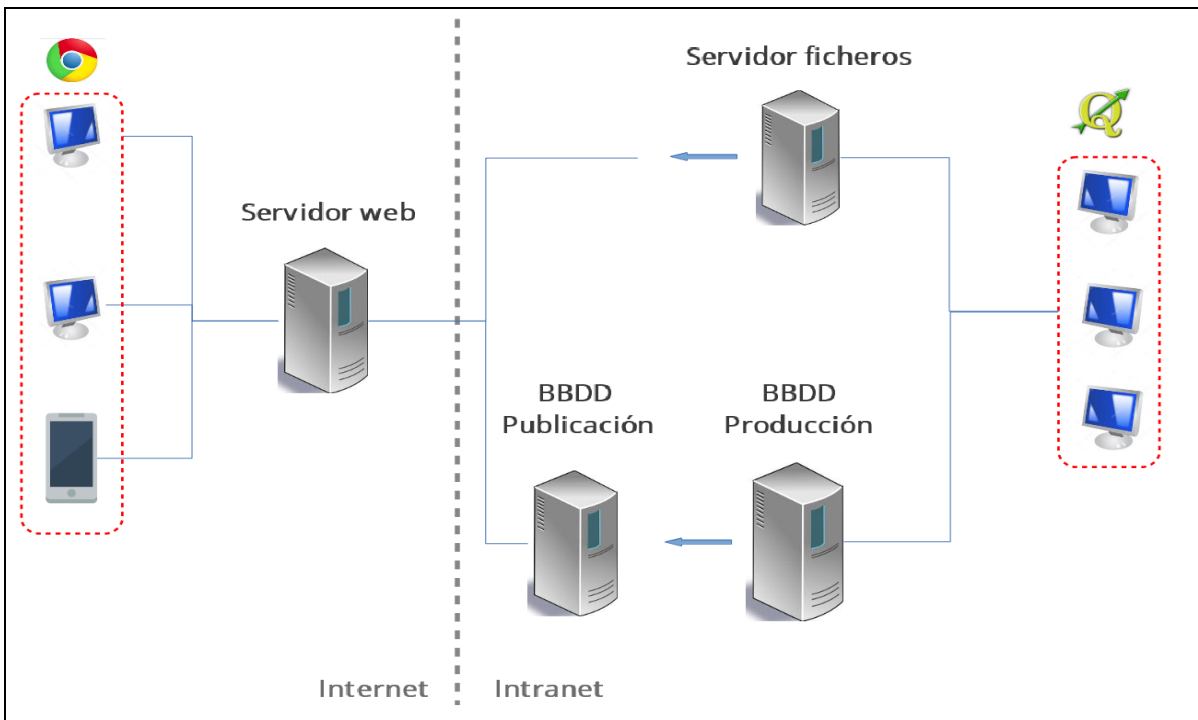 Servidor ficheros
Servidor web
BBDD
Publicación
BBDD
Producción
Internet
Intranet